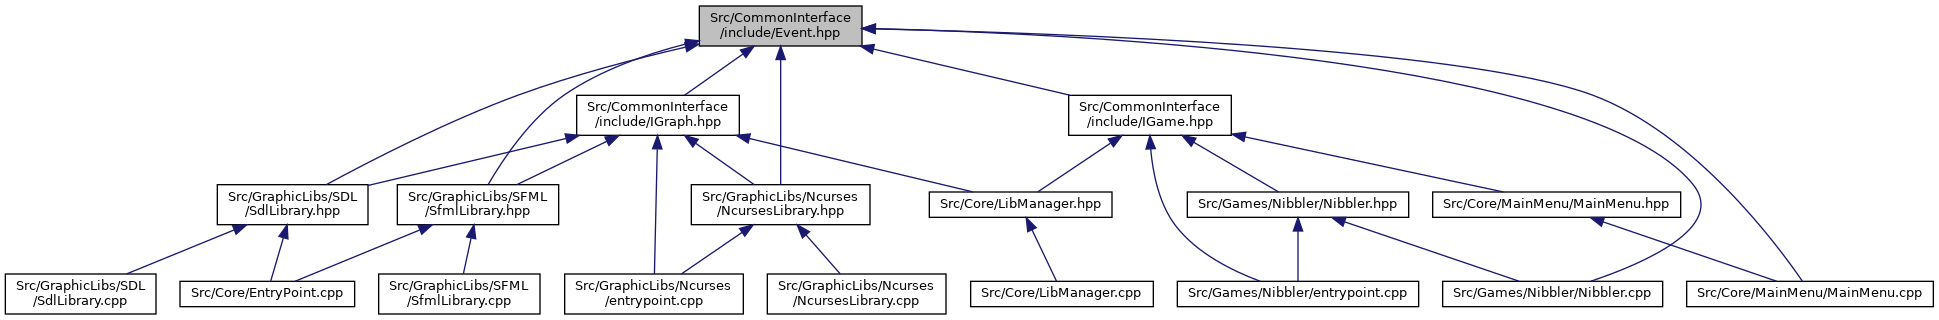 Src/CommonInterface
/include/Event.hpp
Src/CommonInterface
/include/IGraph.hpp
Src/CommonInterface
/include/IGame.hpp
Src/GraphicLibs/SDL
/SdlLibrary.hpp
Src/GraphicLibs/SFML
/SfmlLibrary.hpp
Src/GraphicLibs/Ncurses
/NcursesLibrary.hpp
Src/Core/LibManager.hpp
Src/Games/Nibbler/Nibbler.hpp
Src/Core/MainMenu/MainMenu.hpp
Src/GraphicLibs/SDL
/SdlLibrary.cpp
Src/Core/EntryPoint.cpp
Src/GraphicLibs/SFML
/SfmlLibrary.cpp
Src/GraphicLibs/Ncurses
/entrypoint.cpp
Src/GraphicLibs/Ncurses
/NcursesLibrary.cpp
Src/Core/LibManager.cpp
Src/Games/Nibbler/entrypoint.cpp
Src/Games/Nibbler/Nibbler.cpp
Src/Core/MainMenu/MainMenu.cpp